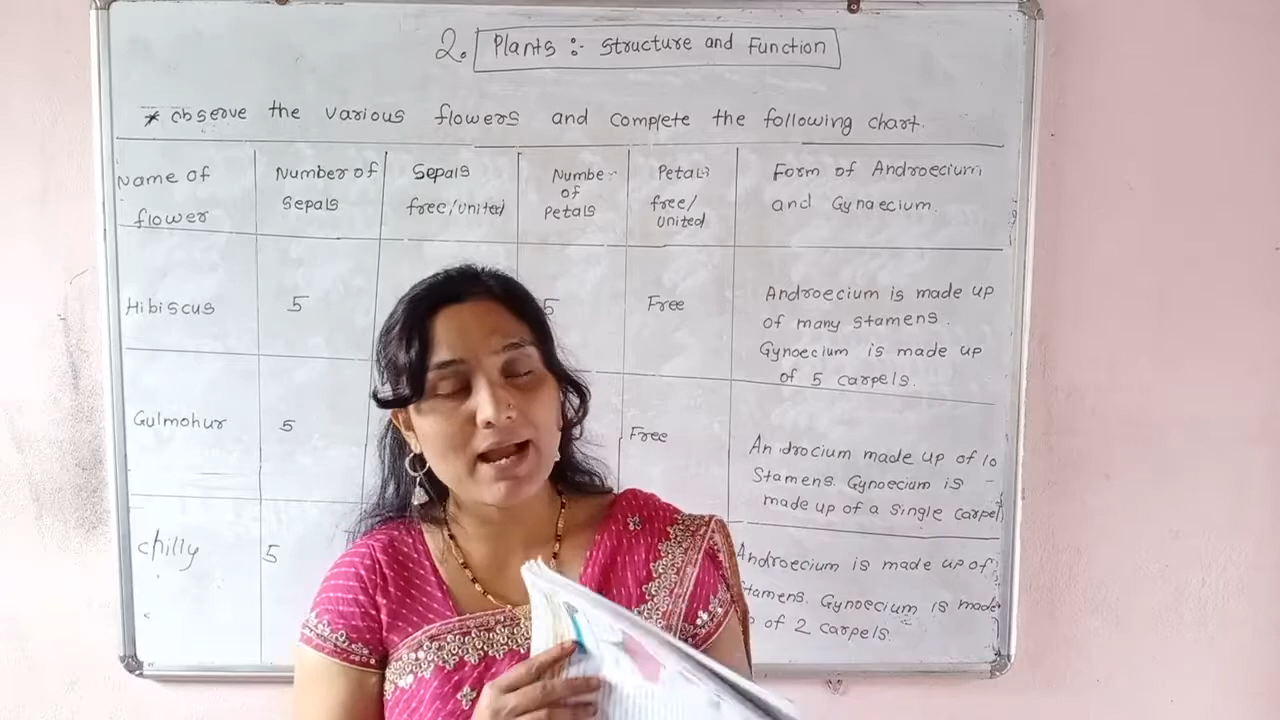 2. Plants :- Structure and Function
* observe the various flowers and complete the following chart.
Name of flower
Number of Sepals
Sepals free/united
Numbe of Petals
Petals free/ united
Form of Androecium and Gynaecium.
Hibiscus
5
5
Free
Androecium is made up
of many stamens.
Gynoecium is made up
of 5 carpels.
Gulmohur
5
Free
Androcium made up of 10
Stamens. Gynoecium is
made up of a single carpel
chilly
5
Androecium is made up of
stamens. Gynoecium is made
of 2 carpels.